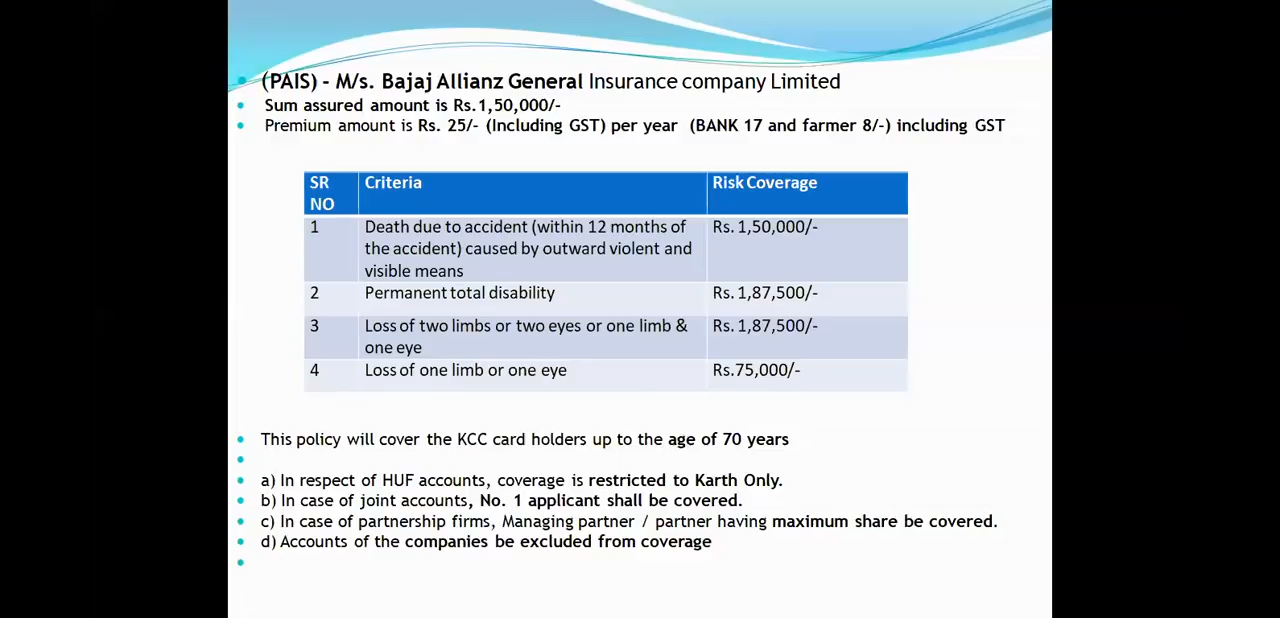 (PAIS) - M/s. Bajaj Allianz General Insurance company Limited
Sum assured amount is Rs.1,50,000/-
Premium amount is Rs. 25/- (Including GST) per year (BANK 17 and farmer 8/-) including GST
SR NO Criteria Risk Coverage
1 Death due to accident (within 12 months of
the accident) caused by outward violent and
visible means Rs. 1,50,000/-
2 Permanent total disability Rs. 1,87,500/-
3 Loss of two limbs or two eyes or one limb &
one eye Rs. 1,87,500/-
4 Loss of one limb or one eye Rs.75,000/-
This policy will cover the KCC card holders up to the age of 70 years
a) In respect of HUF accounts, coverage is restricted to Karth Only.
b) In case of joint accounts, No. 1 applicant shall be covered.
c) In case of partnership firms, Managing partner / partner having maximum share be covered.
d) Accounts of the companies be excluded from coverage